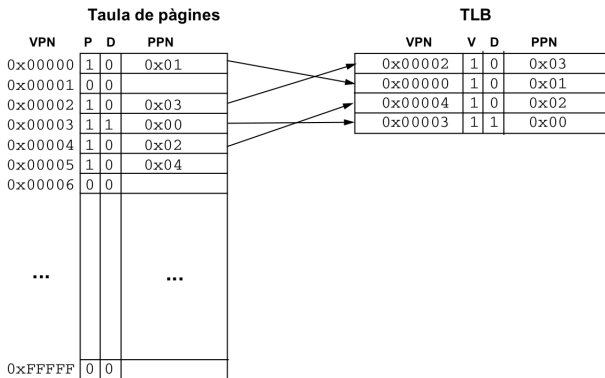 Taula de pàgines
VPN P D PPN
0x00000 1 0 0x01
0x00001 0 0
0x00002 1 0 0x03
0x00003 1 1 0x00
0x00004 1 0 0x02
0x00005 1 0 0x04
0x00006 0 0
... ...
0xFFFFF 0 0
TLB
VPN V D PPN
0x00002 1 0 0x03
0x00000 1 0 0x01
0x00004 1 0 0x02
0x00003 1 1 0x00